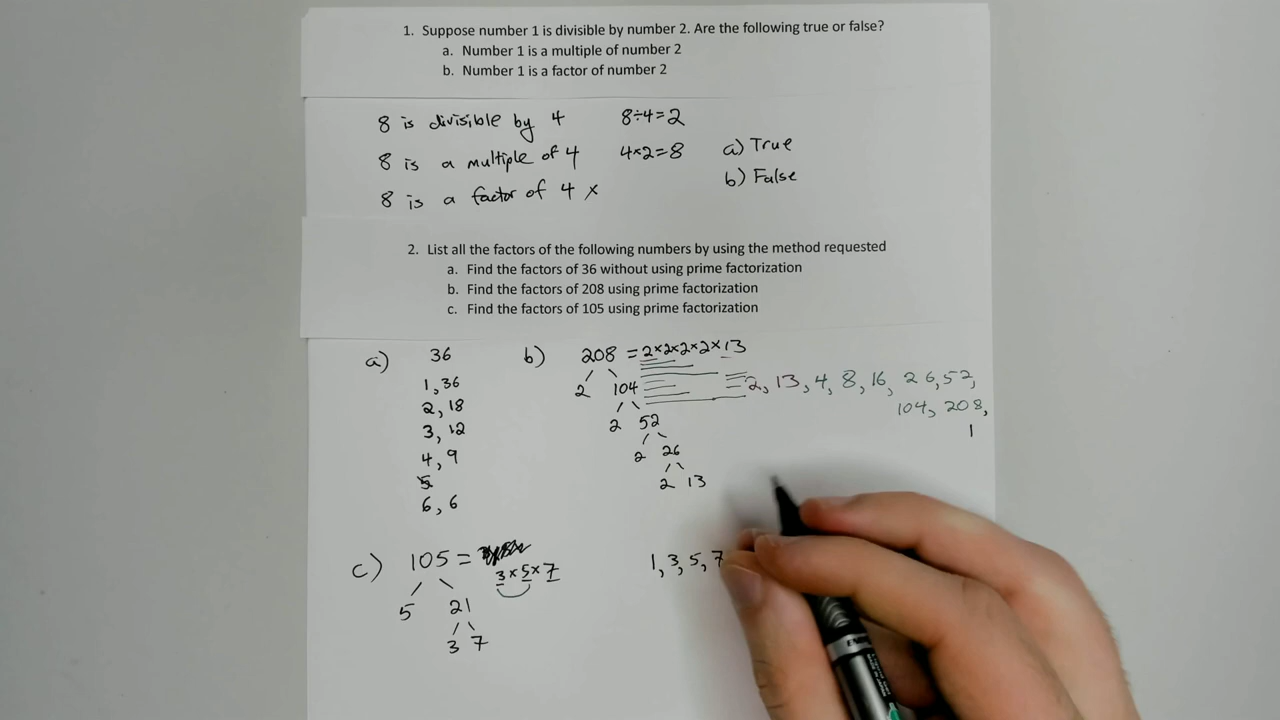 1. Suppose number 1 is divisible by number 2. Are the following true or false?
a. Number 1 is a multiple of number 2
b. Number 1 is a factor of number 2
8 is divisible by 4 8÷4=2
8 is a multiple of 4 4×2=8
8 is a factor of 4 ×
a) True
b) False
2. List all the factors of the following numbers by using the method requested
a. Find the factors of 36 without using prime factorization
b. Find the factors of 208 using prime factorization
c. Find the factors of 105 using prime factorization
a) 36
1, 36
2, 18
3, 12
4, 9
5
6, 6
b) 208 = 2×2×2×2×13
2 104
2 52
2 26
2 13
2, 13, 4, 8, 16, 26, 52,
104, 208,
1
c) 105 =
3×5×7
5 21
3 7
1, 3, 5, 7